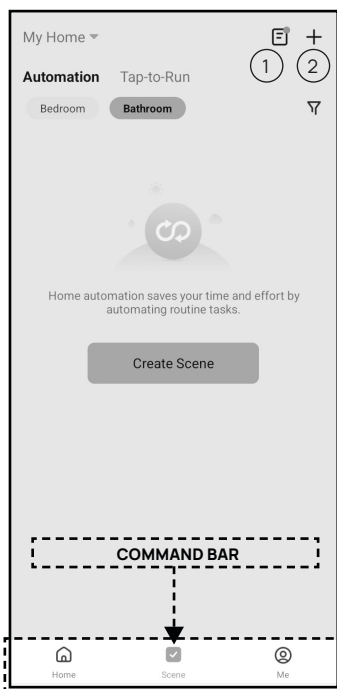 My Home
1 2
Automation Tap-to-Run
Bedroom Bathroom
Home automation saves your time and effort by
automating routine tasks.
Create Scene
COMMAND BAR
Home Scene Me